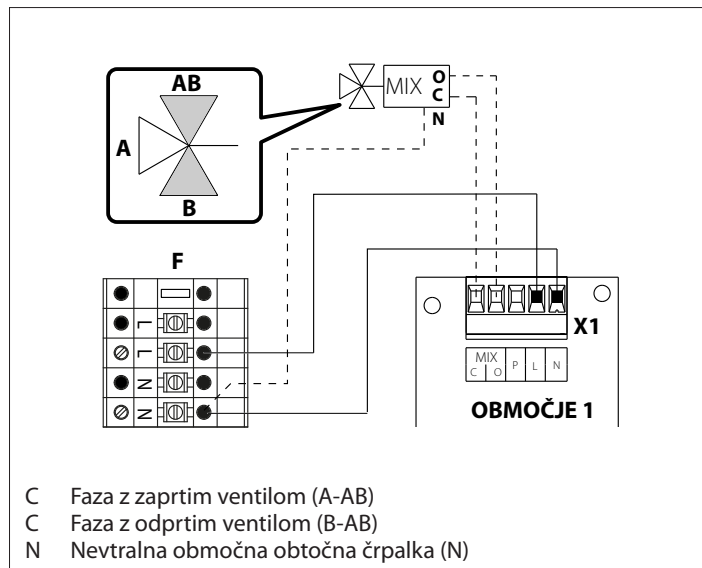 AB
A
B
MIX
O
C
N
F
L
L
N
N
X1
MIX
C O P L N
OBMOČJE 1
C Faza z zaprtim ventilom (A-AB)
C Faza z odprtim ventilom (B-AB)
N Nevtralna območna obtočna črpalka (N)